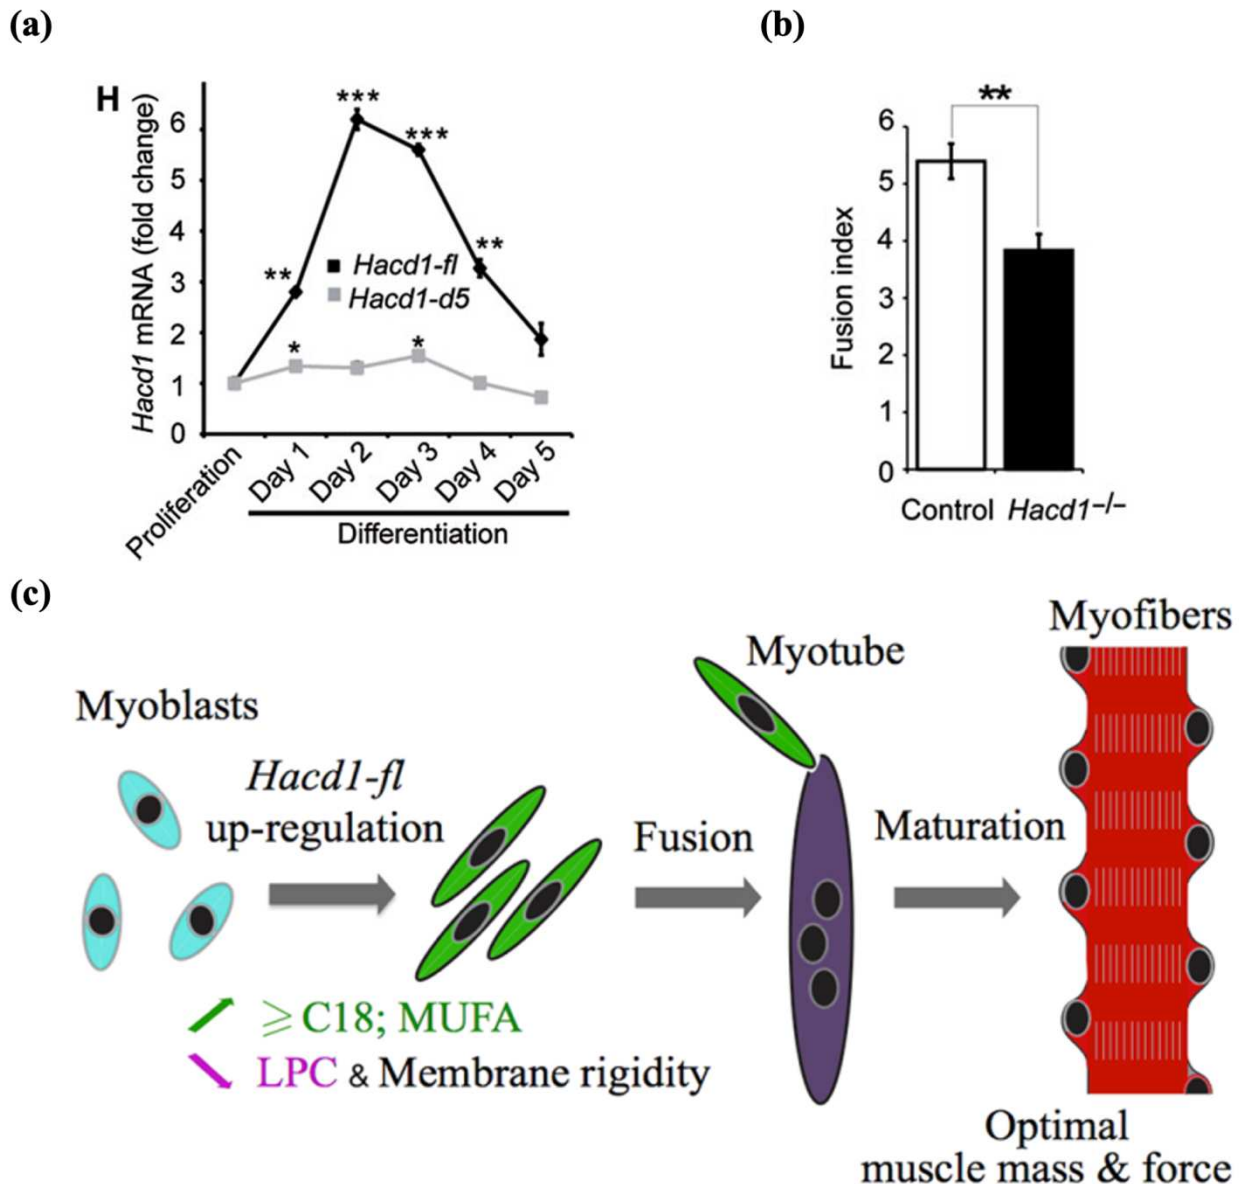 (a)
H
Hacd1 mRNA (fold change)
6
5
4
3
2
1
0
***
***
**
**
*
*
Hacd1-fl
Hacd1-d5
Proliferation
Day 1
Day 2
Day 3
Day 4
Day 5
Differentiation
(b)
Fusion index
6
5
4
3
2
1
0
**
Control
Hacd1−/−
(c)
Myoblasts
Hacd1-fl
up-regulation
Fusion
Myotube
Maturation
Myofibers
⩾ C18; MUFA
LPC & Membrane rigidity
Optimal
muscle mass & force